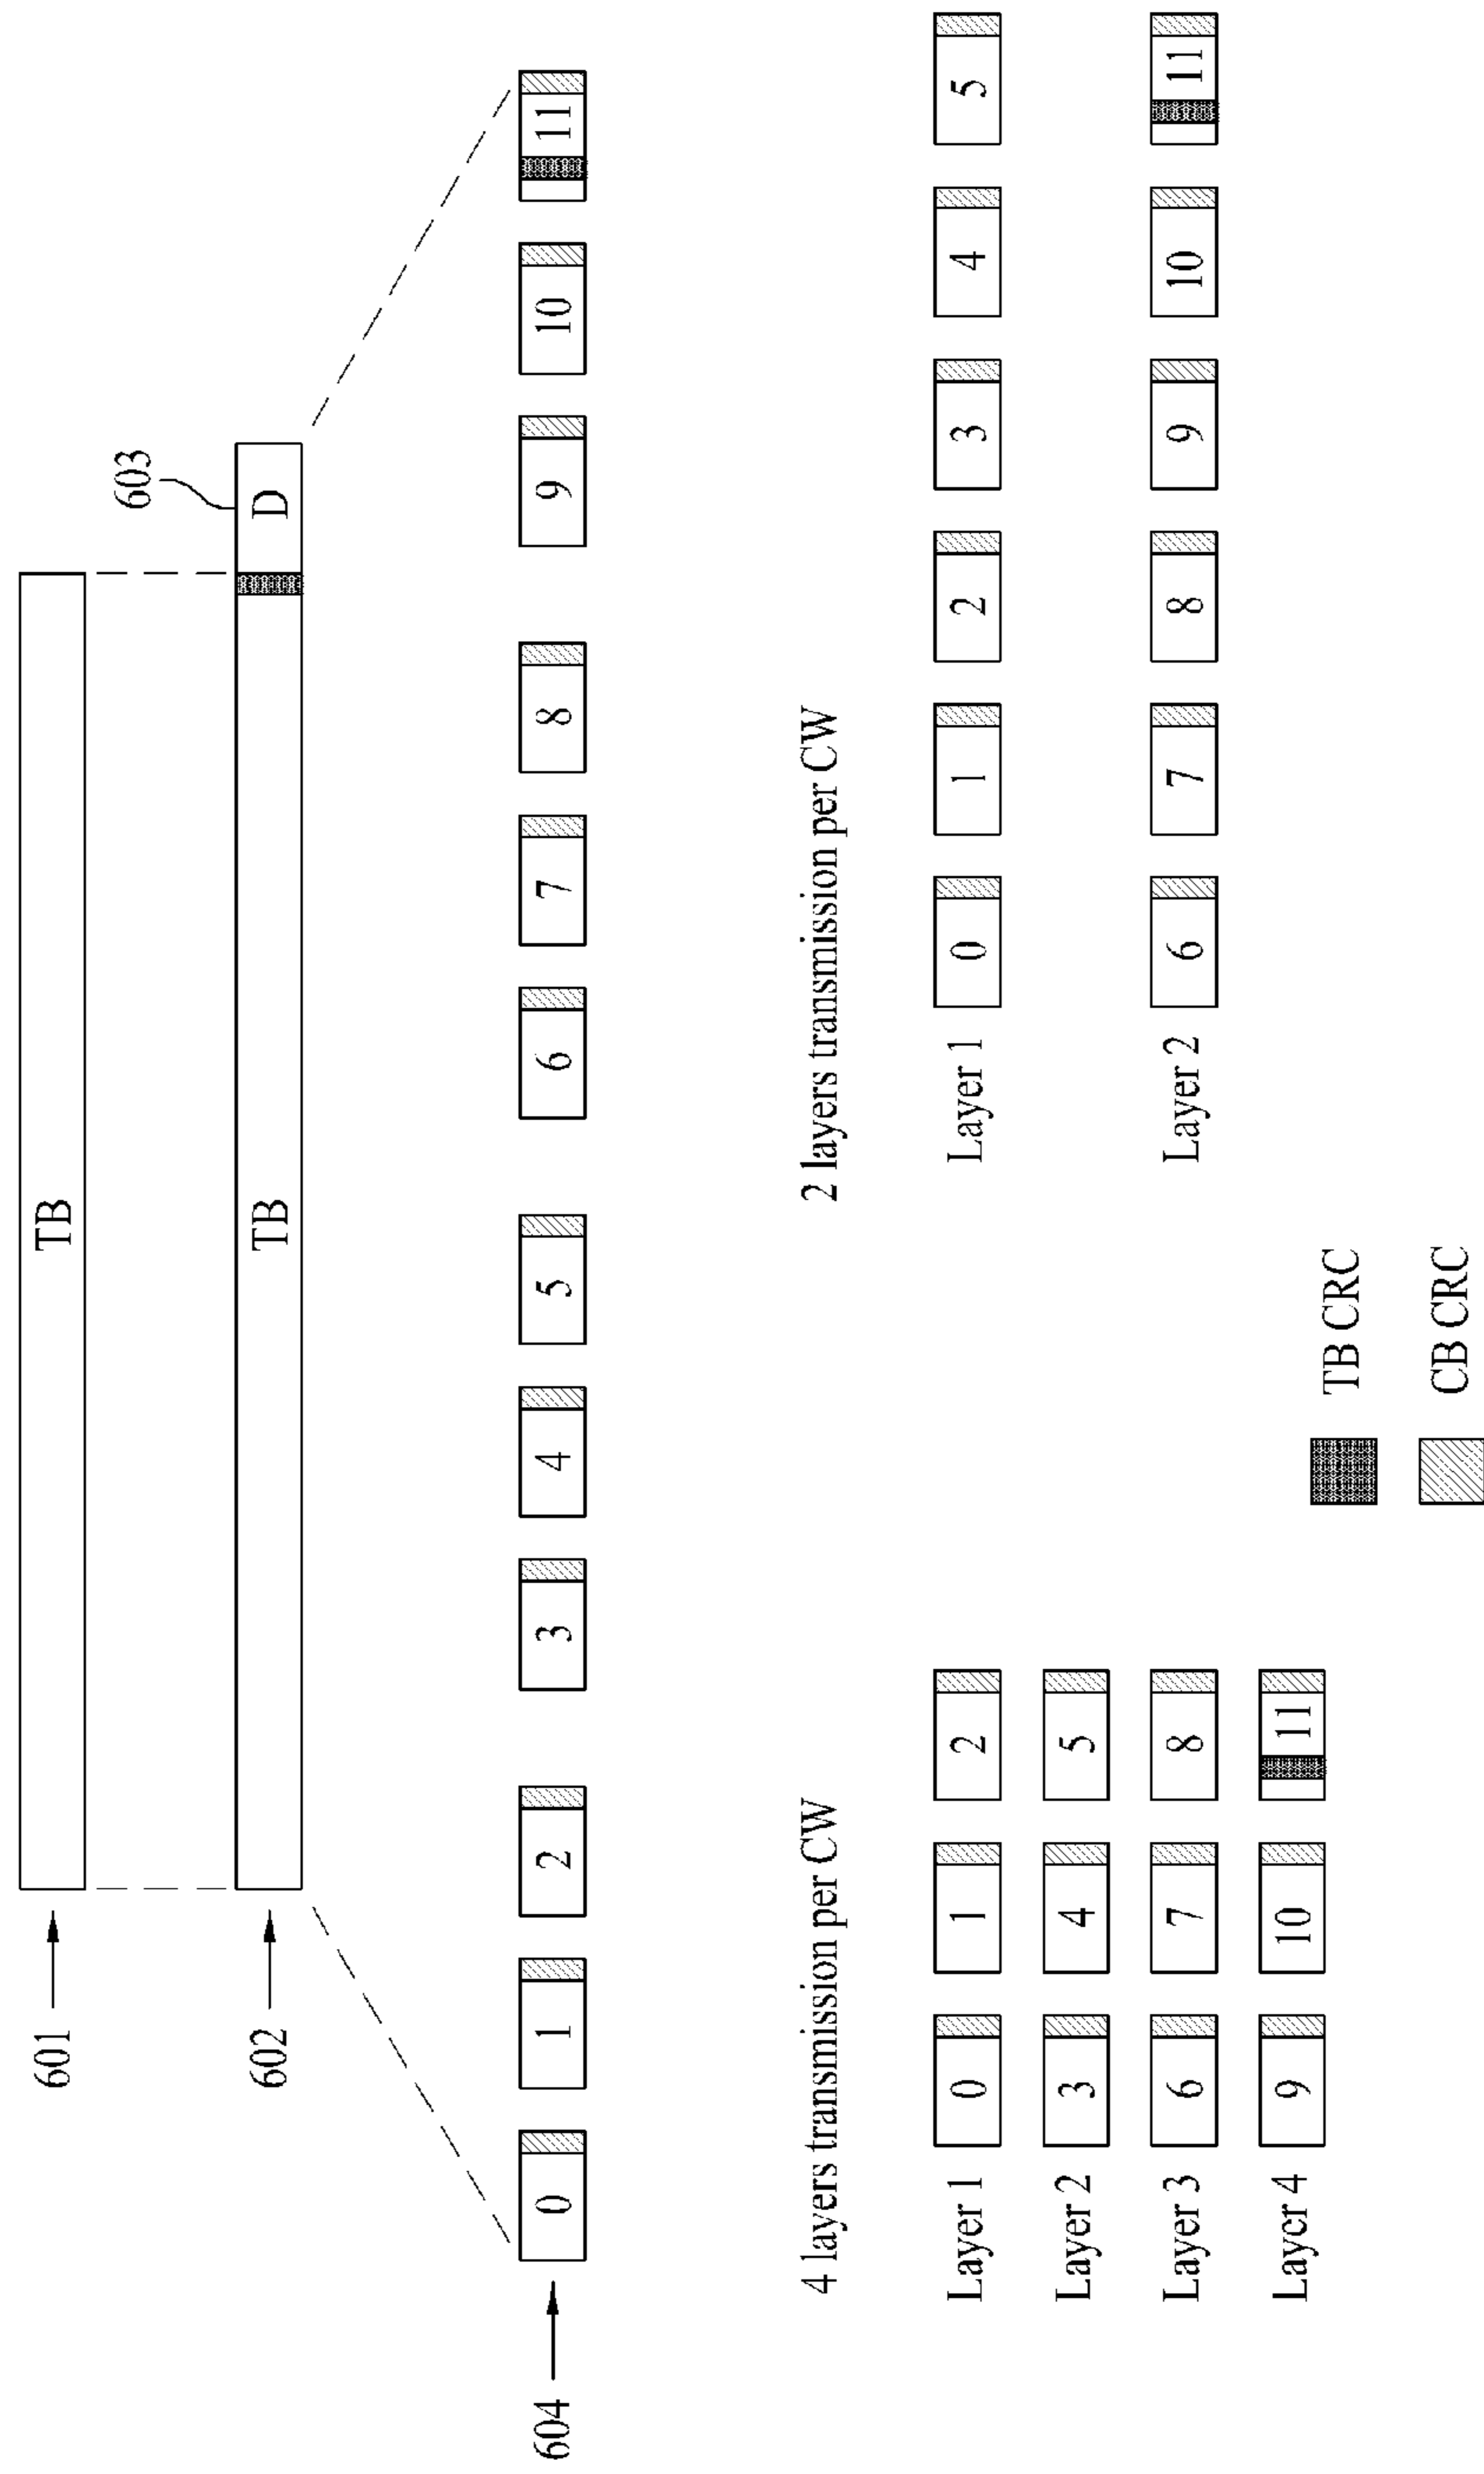 601
TB
603
602
TB
D
604
0 1 2 3 4 5 6 7 8 9 10 11
4 layers transmission per CW
Layer 1 0 1 2
Layer 2 3 4 5
Layer 3 6 7 8
Layer 4 9 10 11
2 layers transmission per CW
Layer 1 0 1 2 3 4 5
Layer 2 6 7 8 9 10 11
TB CRC
CB CRC